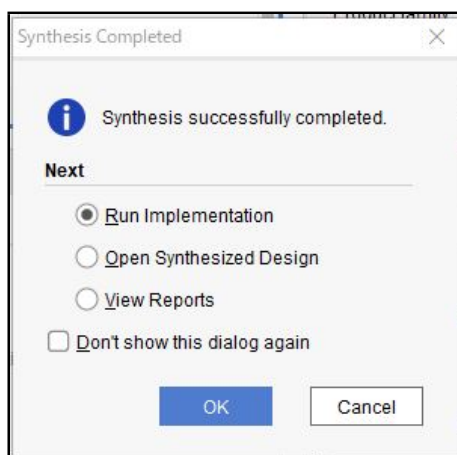 Synthesis Completed
Synthesis successfully completed.
Next
Run Implementation
Open Synthesized Design
View Reports
Don't show this dialog again
OK
Cancel